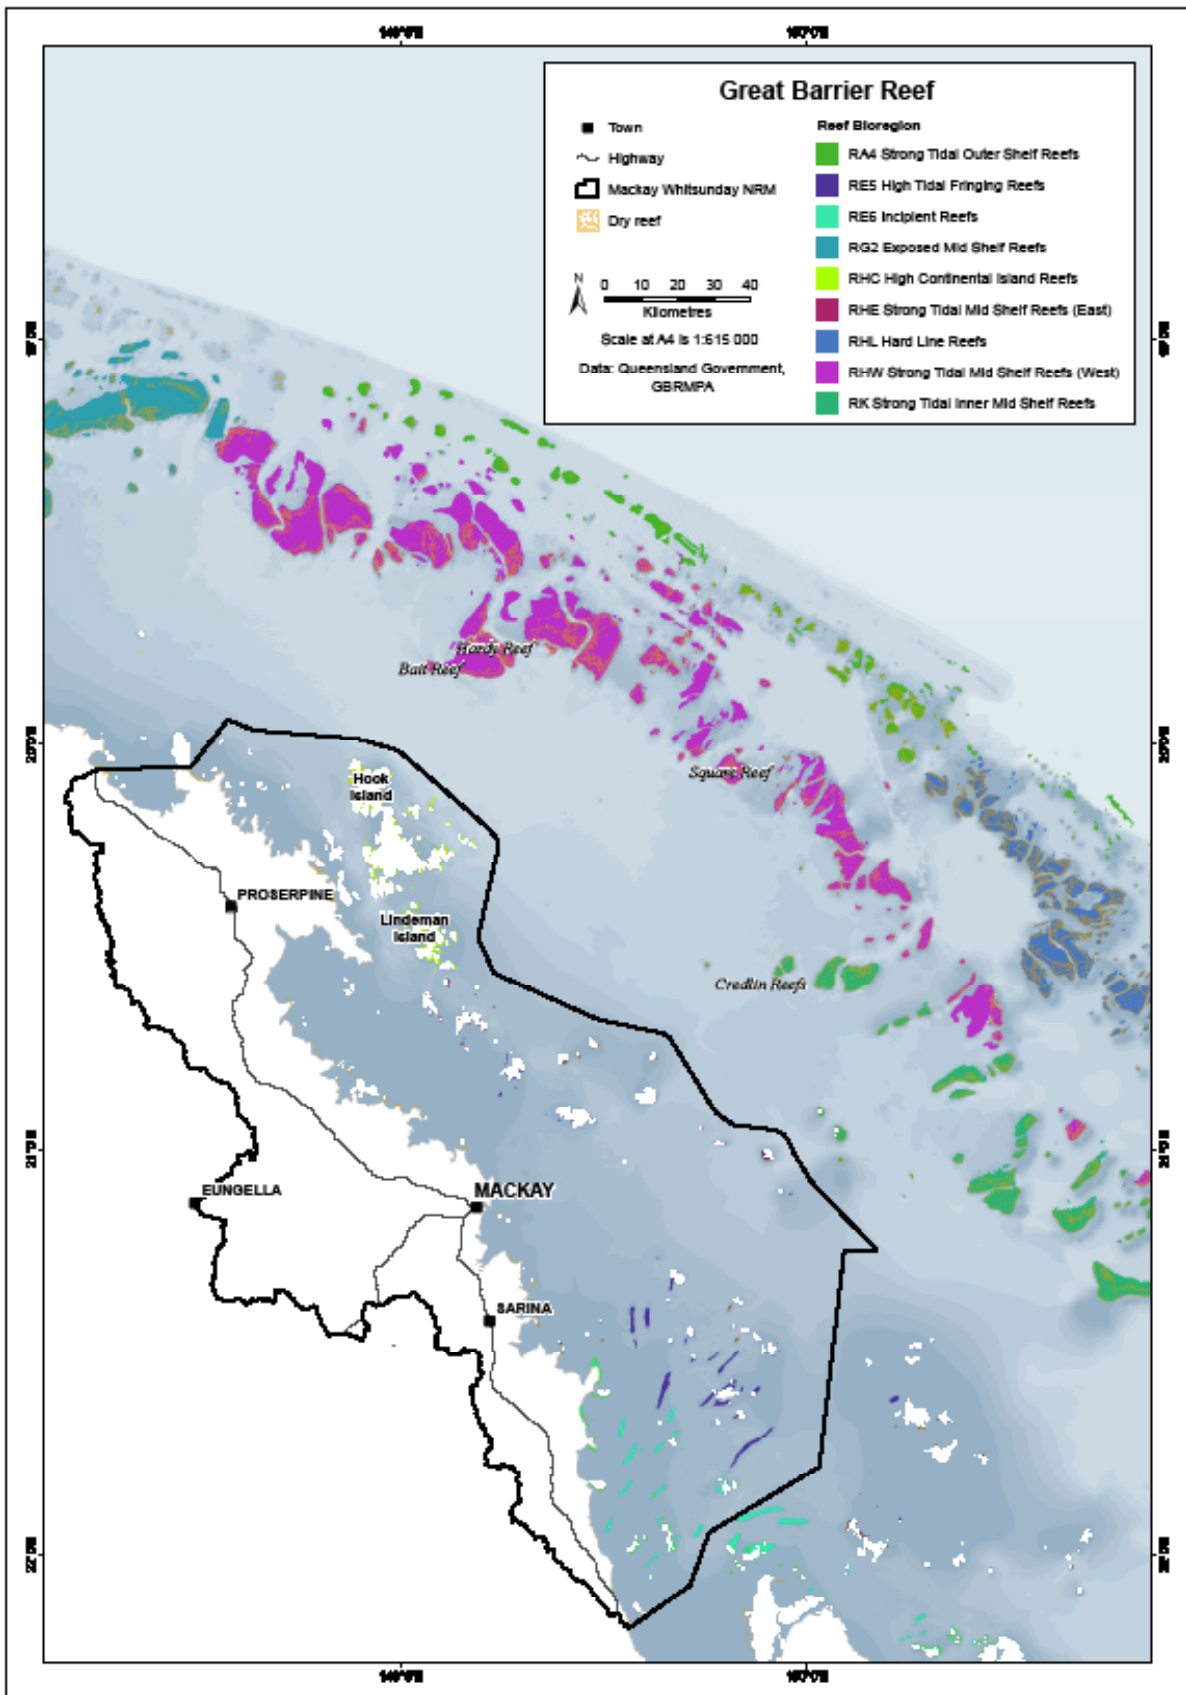 Great Barrier Reef
Town
Highway
Mackay Whitsunday NRM
Dry reef
N
0 10 20 30 40
Kilometres
Scale at A4 is 1:615 000
Data: Queensland Government,
GBRMPA
Reef Bioregion
RA4 Strong Tidal Outer Shelf Reefs
RE5 High Tidal Fringing Reefs
RE6 Incipient Reefs
RG2 Exposed Mid Shelf Reefs
RHC High Continental Island Reefs
RHE Strong Tidal Mid Shelf Reefs (East)
RHL Hard Line Reefs
RHW Strong Tidal Mid Shelf Reefs (West)
RK Strong Tidal Inner Mid Shelf Reefs
Hardy Reef
Bait Reef
Square Reef
Hook
Island
PROSERPINE
Lindeman
Island
Credlin Reefs
EUNGELLA
MACKAY
SARINA